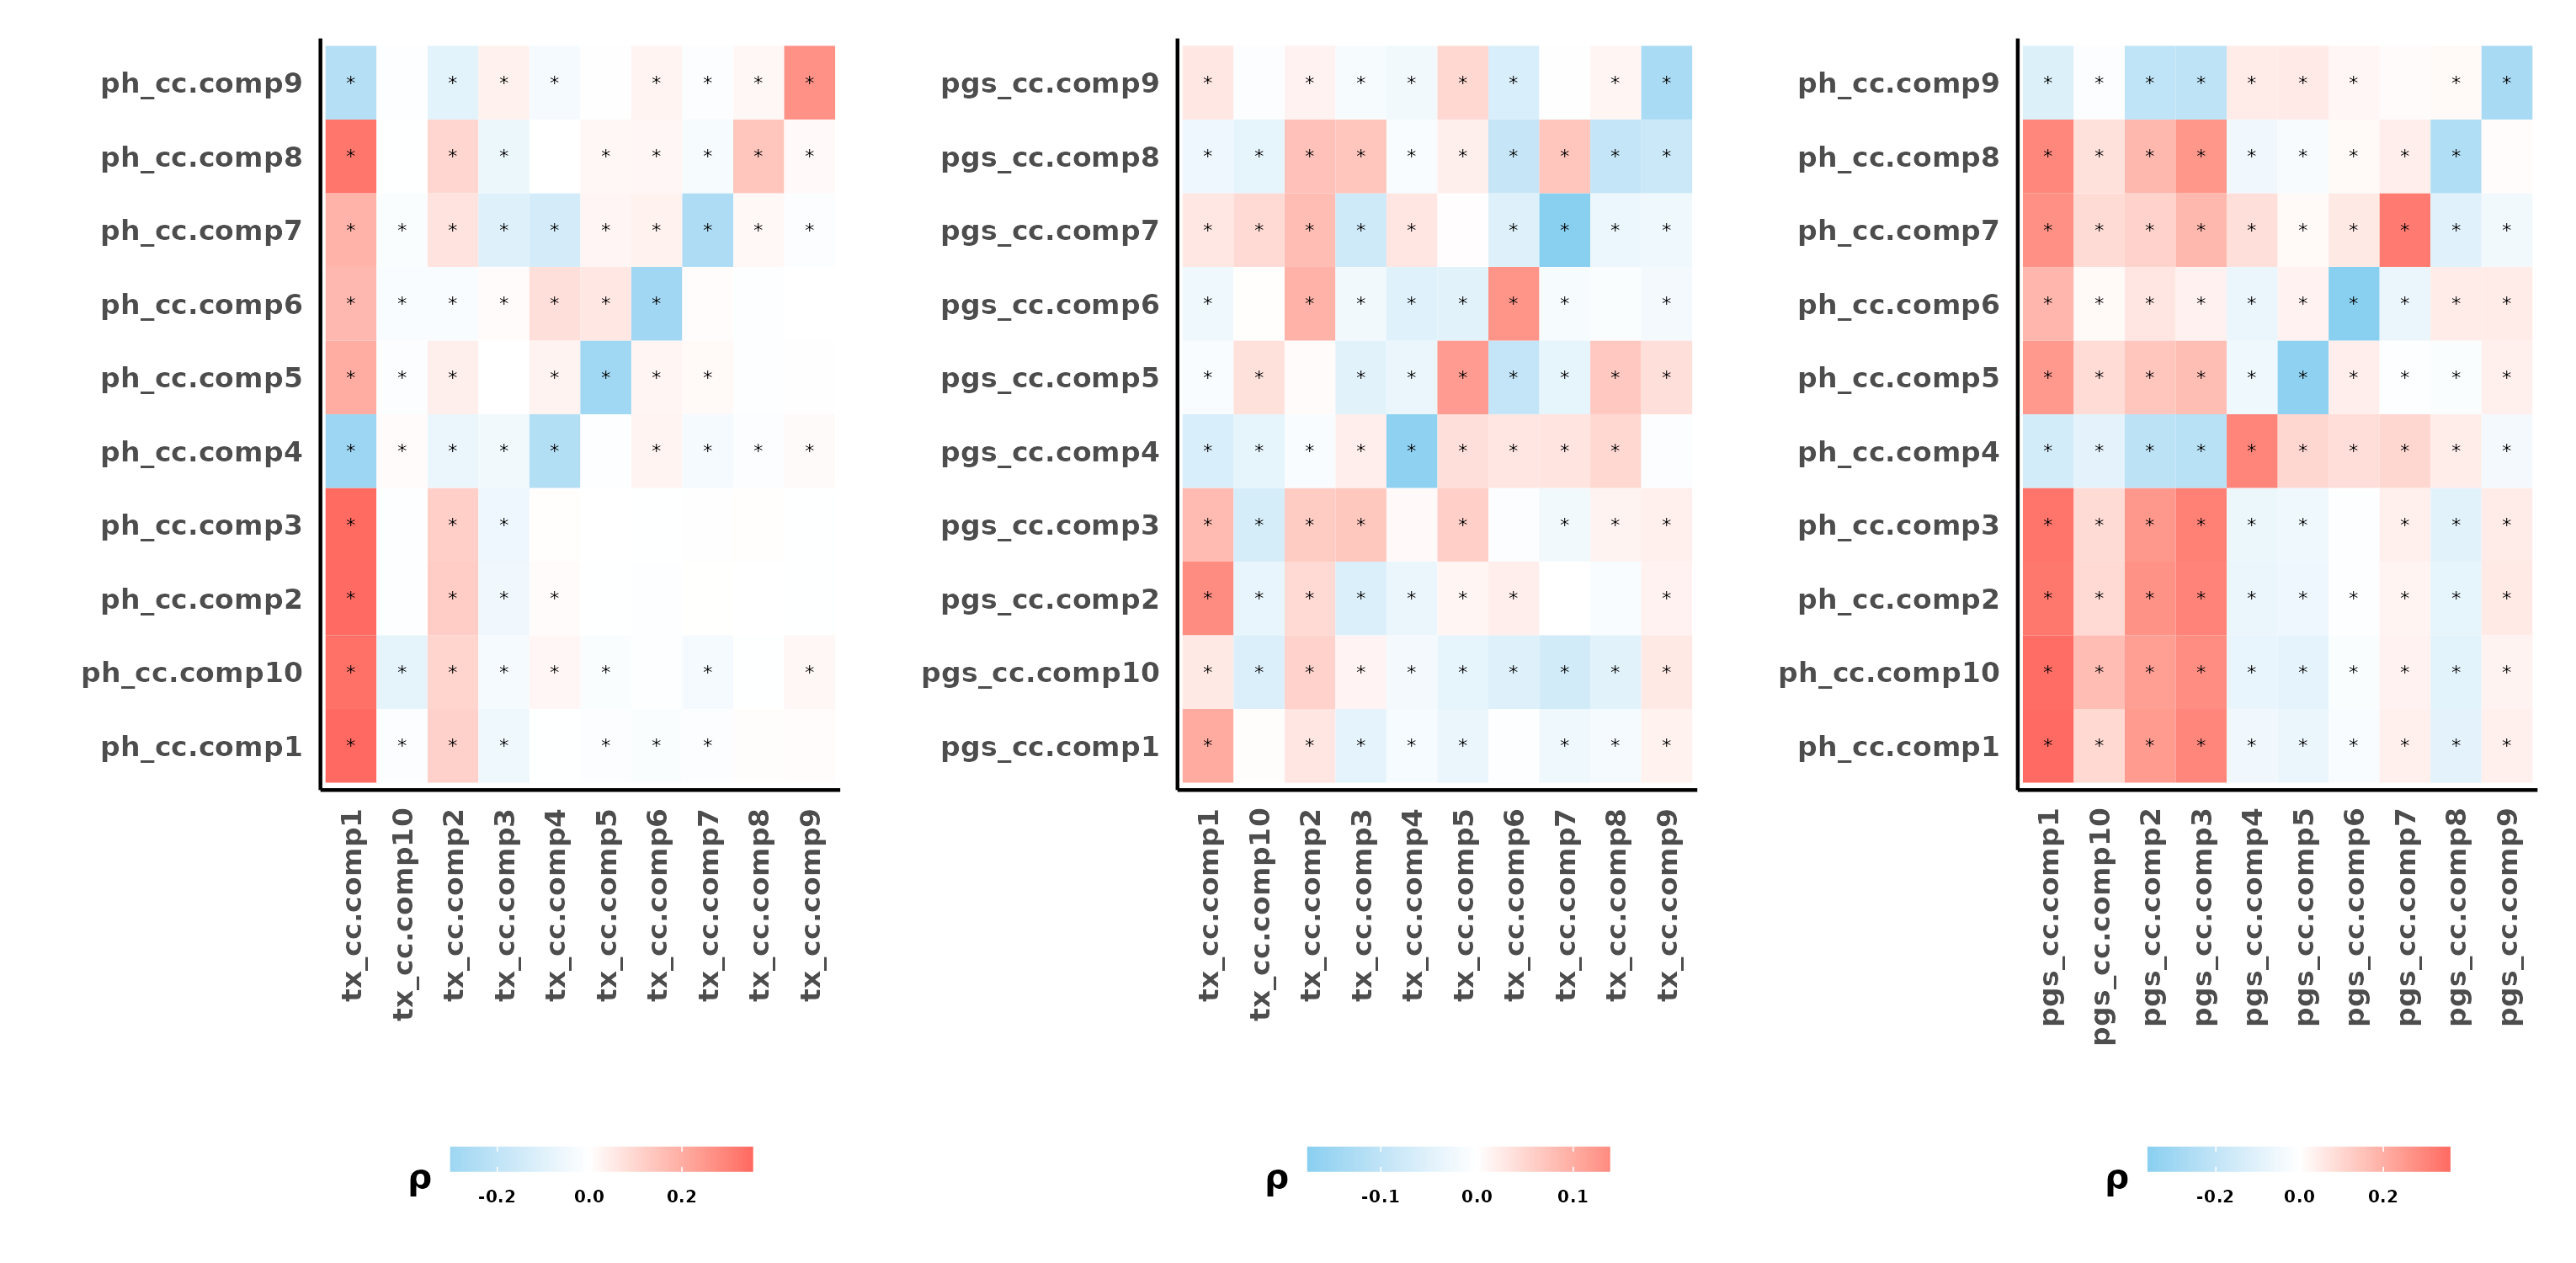 ph_cc.comp9
ph_cc.comp8
ph_cc.comp7
ph_cc.comp6
ph_cc.comp5
ph_cc.comp4
ph_cc.comp3
ph_cc.comp2
ph_cc.comp10
ph_cc.comp1
tx_cc.comp1
tx_cc.comp10
tx_cc.comp2
tx_cc.comp3
tx_cc.comp4
tx_cc.comp5
tx_cc.comp6
tx_cc.comp7
tx_cc.comp8
tx_cc.comp9
ρ
-0.2 0.0 0.2
pgs_cc.comp9
pgs_cc.comp8
pgs_cc.comp7
pgs_cc.comp6
pgs_cc.comp5
pgs_cc.comp4
pgs_cc.comp3
pgs_cc.comp2
pgs_cc.comp10
pgs_cc.comp1
tx_cc.comp1
tx_cc.comp10
tx_cc.comp2
tx_cc.comp3
tx_cc.comp4
tx_cc.comp5
tx_cc.comp6
tx_cc.comp7
tx_cc.comp8
tx_cc.comp9
ρ
-0.1 0.0 0.1
ph_cc.comp9
ph_cc.comp8
ph_cc.comp7
ph_cc.comp6
ph_cc.comp5
ph_cc.comp4
ph_cc.comp3
ph_cc.comp2
ph_cc.comp10
ph_cc.comp1
pgs_cc.comp1
pgs_cc.comp10
pgs_cc.comp2
pgs_cc.comp3
pgs_cc.comp4
pgs_cc.comp5
pgs_cc.comp6
pgs_cc.comp7
pgs_cc.comp8
pgs_cc.comp9
ρ
-0.2 0.0 0.2